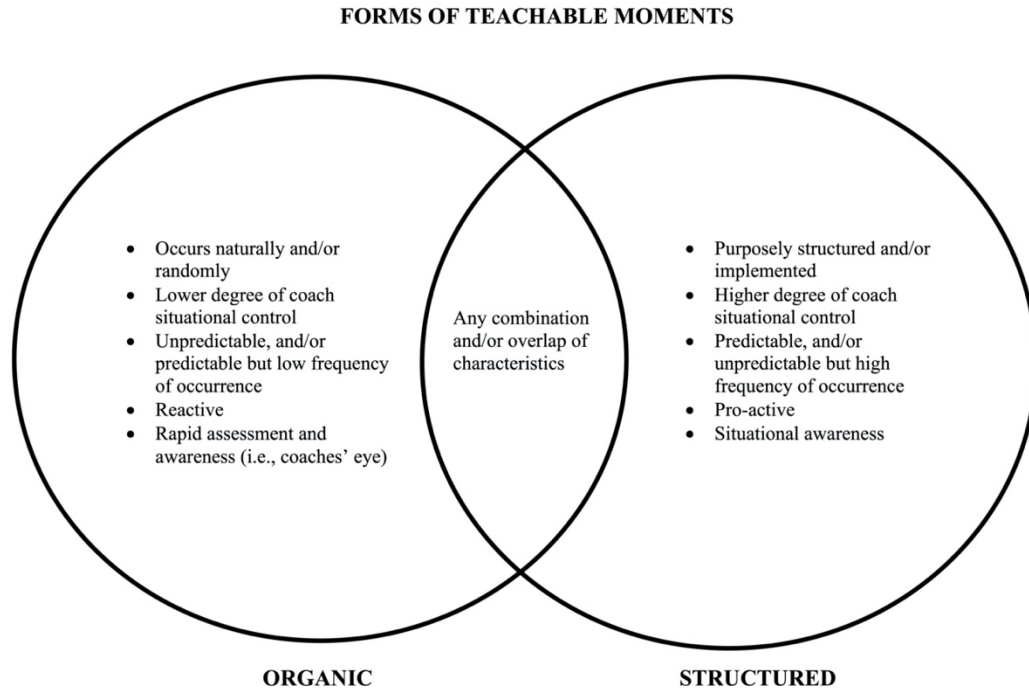 FORMS OF TEACHABLE MOMENTS
• Occurs naturally and/or
randomly
• Lower degree of coach
situational control
• Unpredictable, and/or
predictable but low frequency
of occurrence
• Reactive
• Rapid assessment and
awareness (i.e., coaches' eye)
Any combination
and/or overlap of
characteristics
• Purposely structured and/or
implemented
• Higher degree of coach
situational control
• Predictable, and/or
unpredictable but high
frequency of occurrence
• Pro-active
• Situational awareness
ORGANIC
STRUCTURED